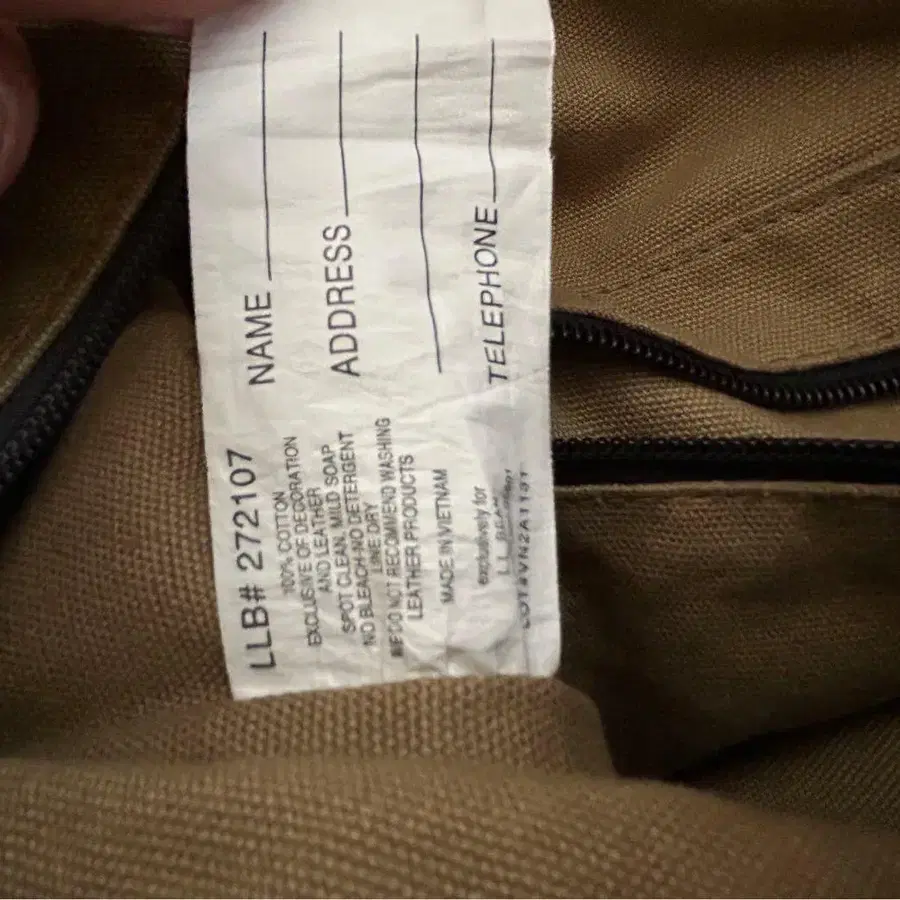 NAME
ADDRESS
TELEPHONE
LLB# 272107
100% COTTON
EXCLUSIVE OF DECORATION
AND LEATHER
SPOT CLEAN, MILD SOAP
NO BLEACH-NO DETERGENT
LINE DRY
WE DO NOT RECOMMEND WASHING
LEATHER PRODUCTS
MADE IN VIETNAM
exclusively for